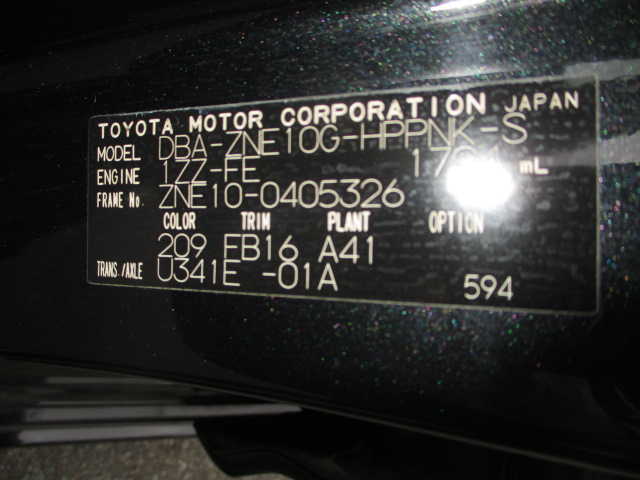 TOYOTA MOTOR CORPORATION JAPAN
MODEL DBA-ZNE10G-HPPNK-S
ENGINE 1ZZ-FE mL
FRAME No. ZNE10-0405326
COLOR TRIM PLANT OPTION
209 FB16 A41
TRANS./AXLE U341E -01A 594